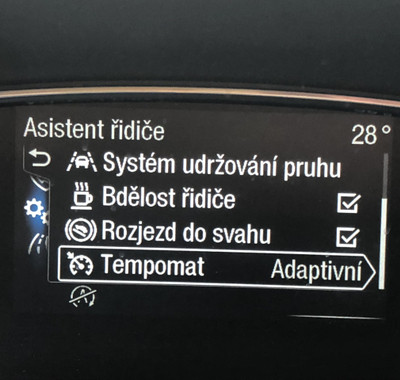 Asistent řidiče 28°
Systém udržování pruhu
Bdělost řidiče
Rozjezd do svahu
Tempomat Adaptivní